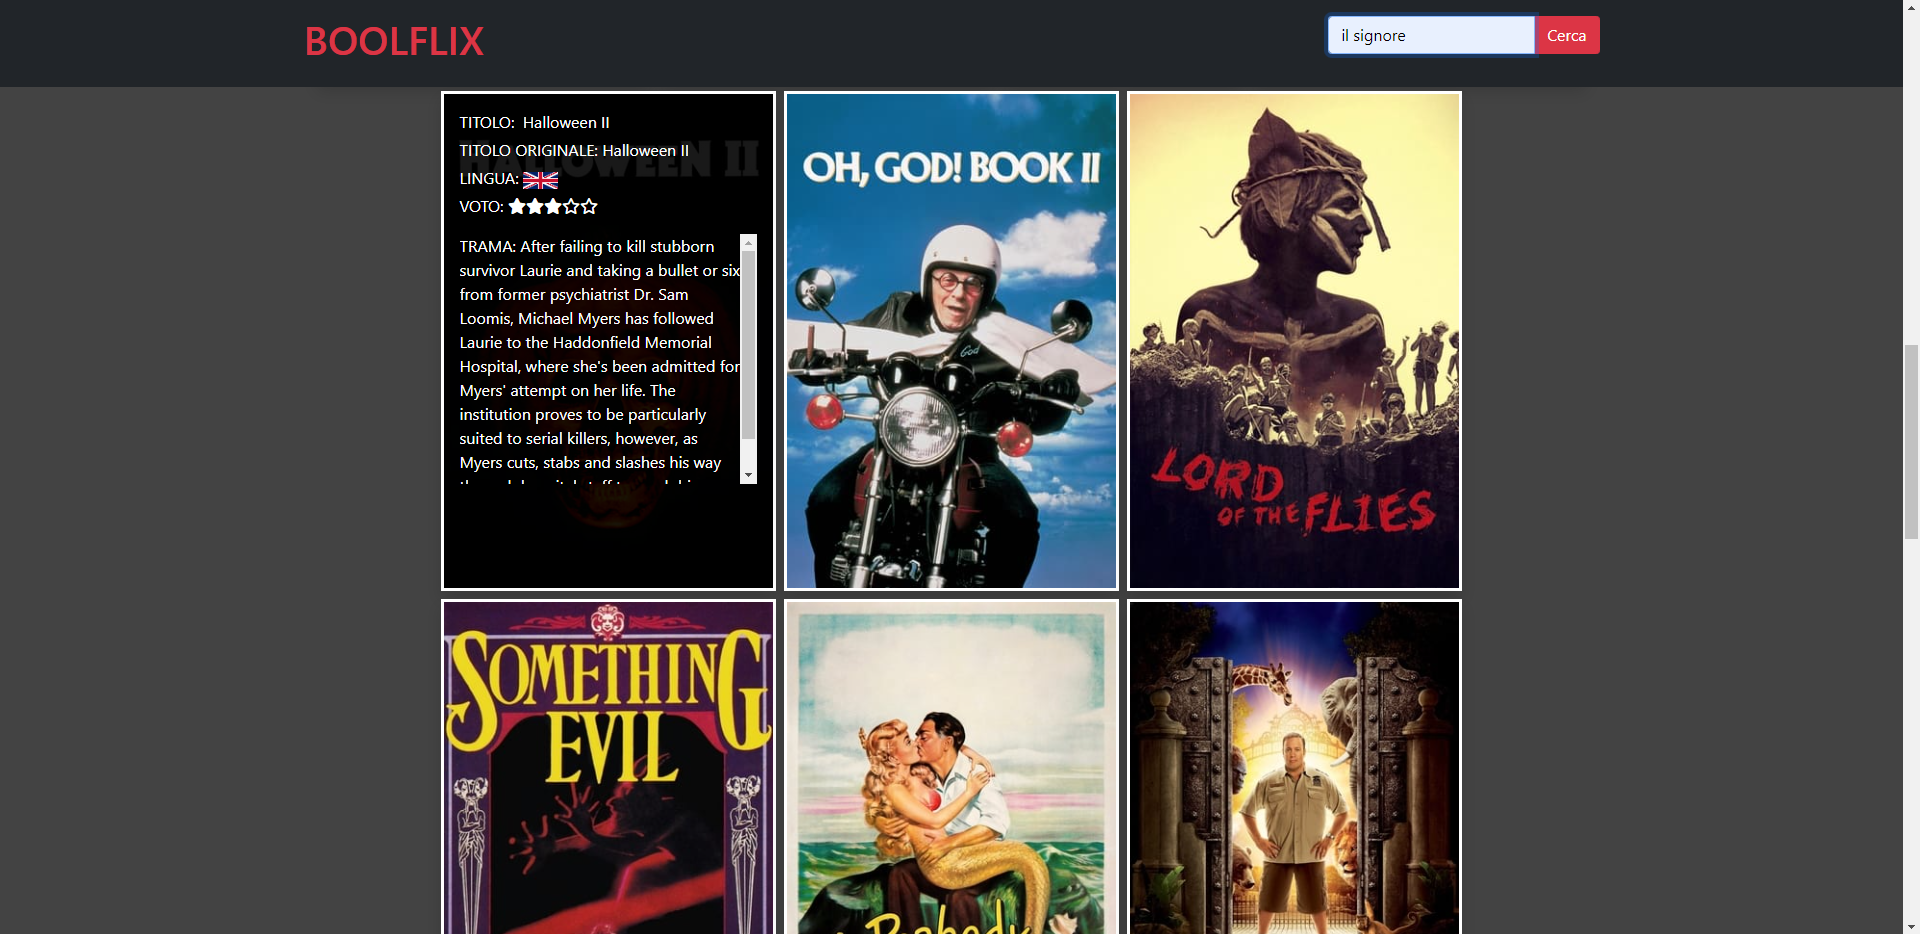 BOOLFLIX
il signore
Cerca
TITOLO: Halloween II
TITOLO ORIGINALE: Halloween II
LINGUA:
VOTO:
TRAMA: After failing to kill stubborn
survivor Laurie and taking a bullet or six
from former psychiatrist Dr. Sam
Loomis, Michael Myers has followed
Laurie to the Haddonfield Memorial
Hospital, where she's been admitted for
Myers' attempt on her life. The
institution proves to be particularly
suited to serial killers, however, as
Myers cuts, stabs and slashes his way
HALLOWEEN II
OH, GOD! BOOK II
God
LORD
OF THE FLIES
SOMETHING
EVIL